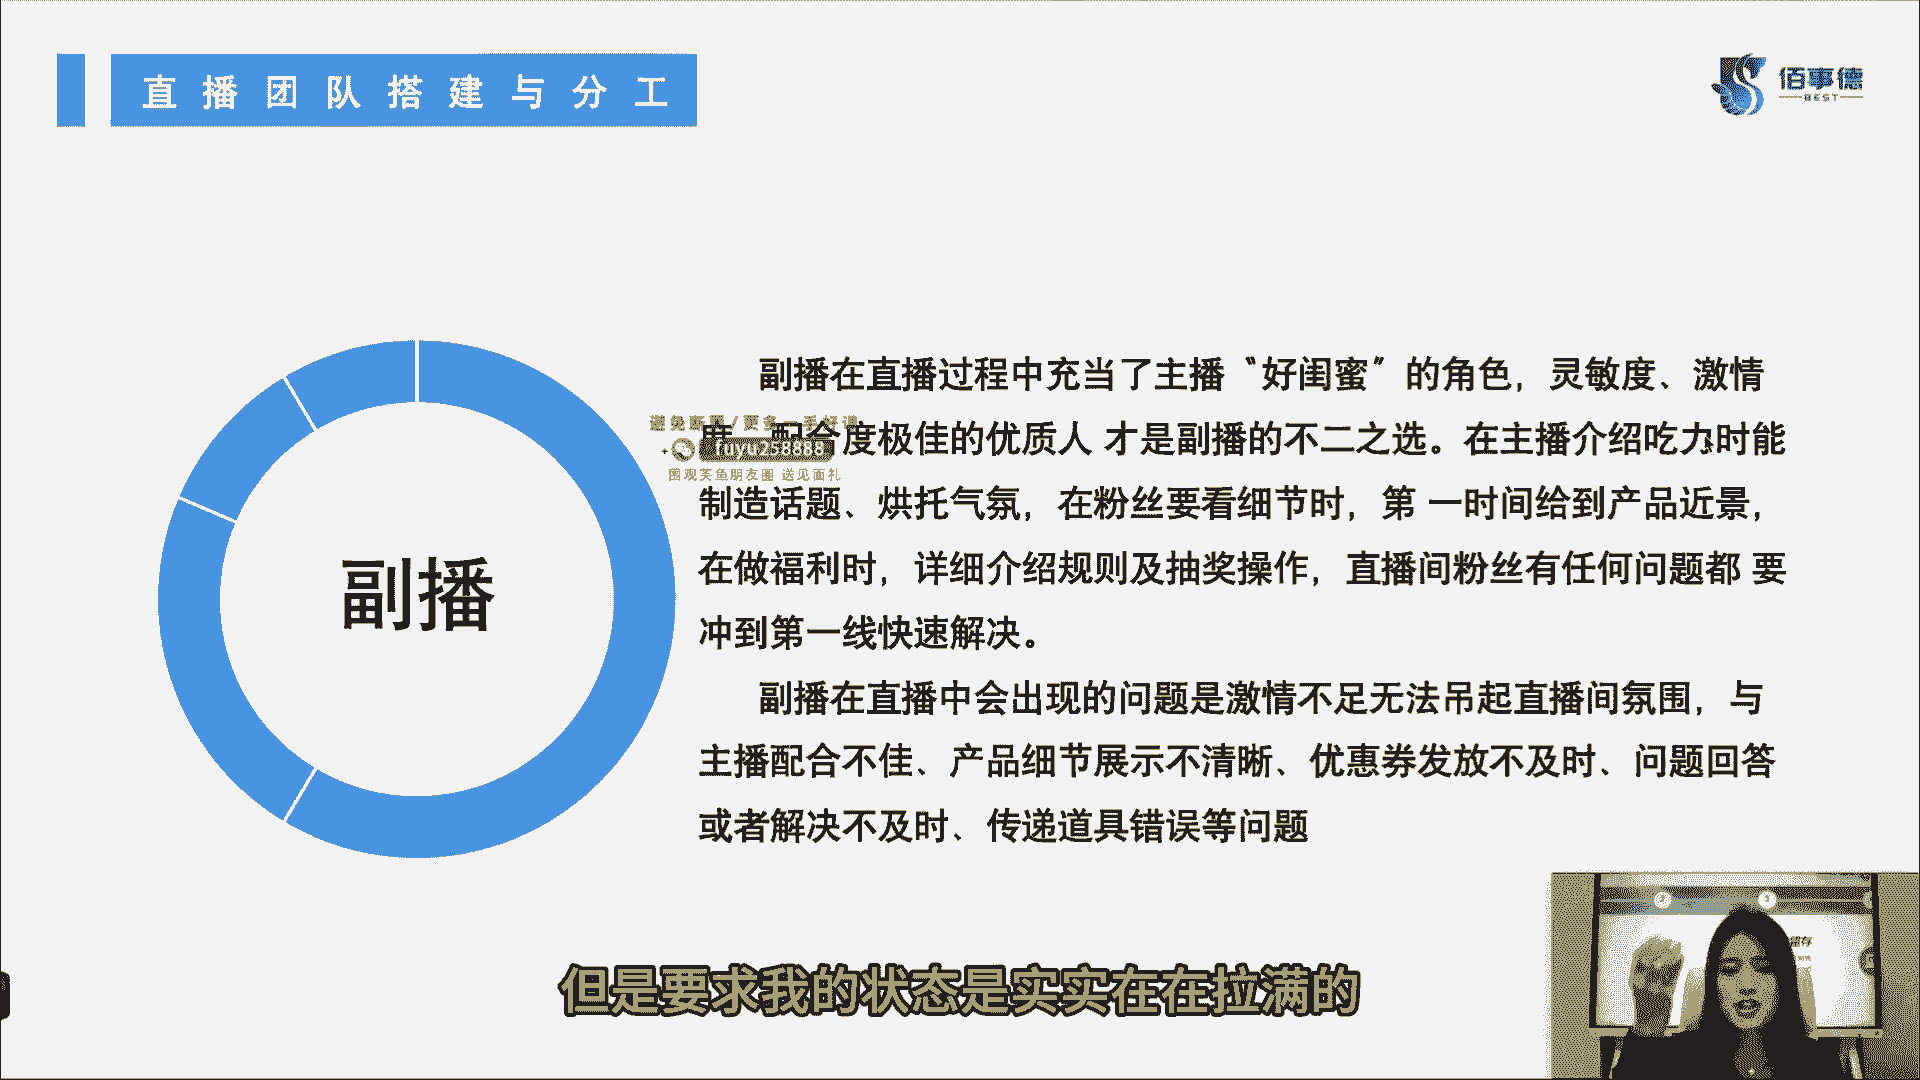 直播团队搭建与分工
佰事德
BEST
副播在直播过程中充当了主播“好闺蜜”的角色，灵敏度、激情
避免断更/更多一手好课
度、配合度极佳的优质人 才是副播的不二之选。在主播介绍吃力时能
fuyu258888
围观芙鱼朋友圈 送见面礼
制造话题、烘托气氛，在粉丝要看细节时，第 一时间给到产品近景，
在做福利时，详细介绍规则及抽奖操作，直播间粉丝有任何问题都 要
冲到第一线快速解决。
副播
副播在直播中会出现的问题是激情不足无法吊起直播间氛围，与
主播配合不佳、产品细节展示不清晰、优惠券发放不及时、问题回答
或者解决不及时、传递道具错误等问题
留存
但是要求我的状态是实实在在拉满的